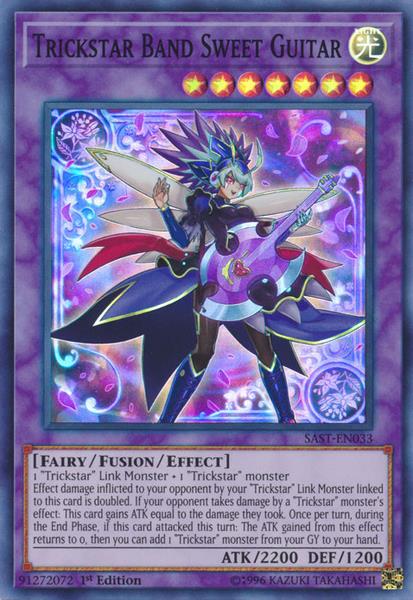 TRICKSTAR BAND SWEET GUITAR
LIGHT
光
SAST-EN033
[FAIRY/FUSION/EFFECT]
1 "Trickstar" Link Monster + 1 "Trickstar" monster
Effect damage inflicted to your opponent by your "Trickstar" Link Monster linked
to this card is doubled. If your opponent takes damage by a "Trickstar" monster's
effect: This card gains ATK equal to the damage they took. Once per turn, during
the End Phase, if this card attacked this turn: The ATK gained from this effect
returns to 0, then you can add 1 "Trickstar" monster from your GY to your hand.
ATK/2200 DEF/1200
91272072 1st Edition ©1996 KAZUKI TAKAHASHI